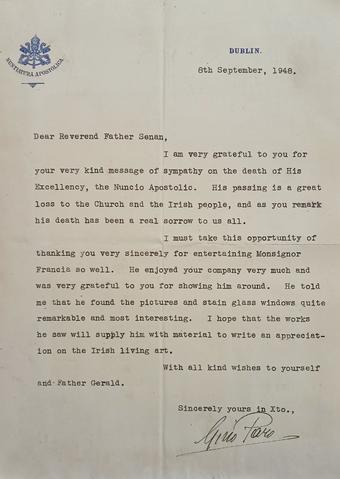 NUNTIATURA APOSTOLICA
DUBLIN.
8th September, 1948.
Dear Reverend Father Senan,
I am very grateful to you for
your very kind message of sympathy on the death of His
Excellency, the Nuncio Apostolic. His passing is a great
loss to the Church and the Irish people, and as you remark
his death has been a real sorrow to us all.
I must take this opportunity of
thanking you very sincerely for entertaining Monsignor
Francia so well. He enjoyed your company very much and
was very grateful to you for showing him around. He told
me that he found the pictures and stain glass windows quite
remarkable and most interesting. I hope that the works
he saw will supply him with material to write an appreciat-
ion on the Irish living art.
With all kind wishes to yourself
and Father Gerald.
Sincerely yours in Xto.,
Gino Paro